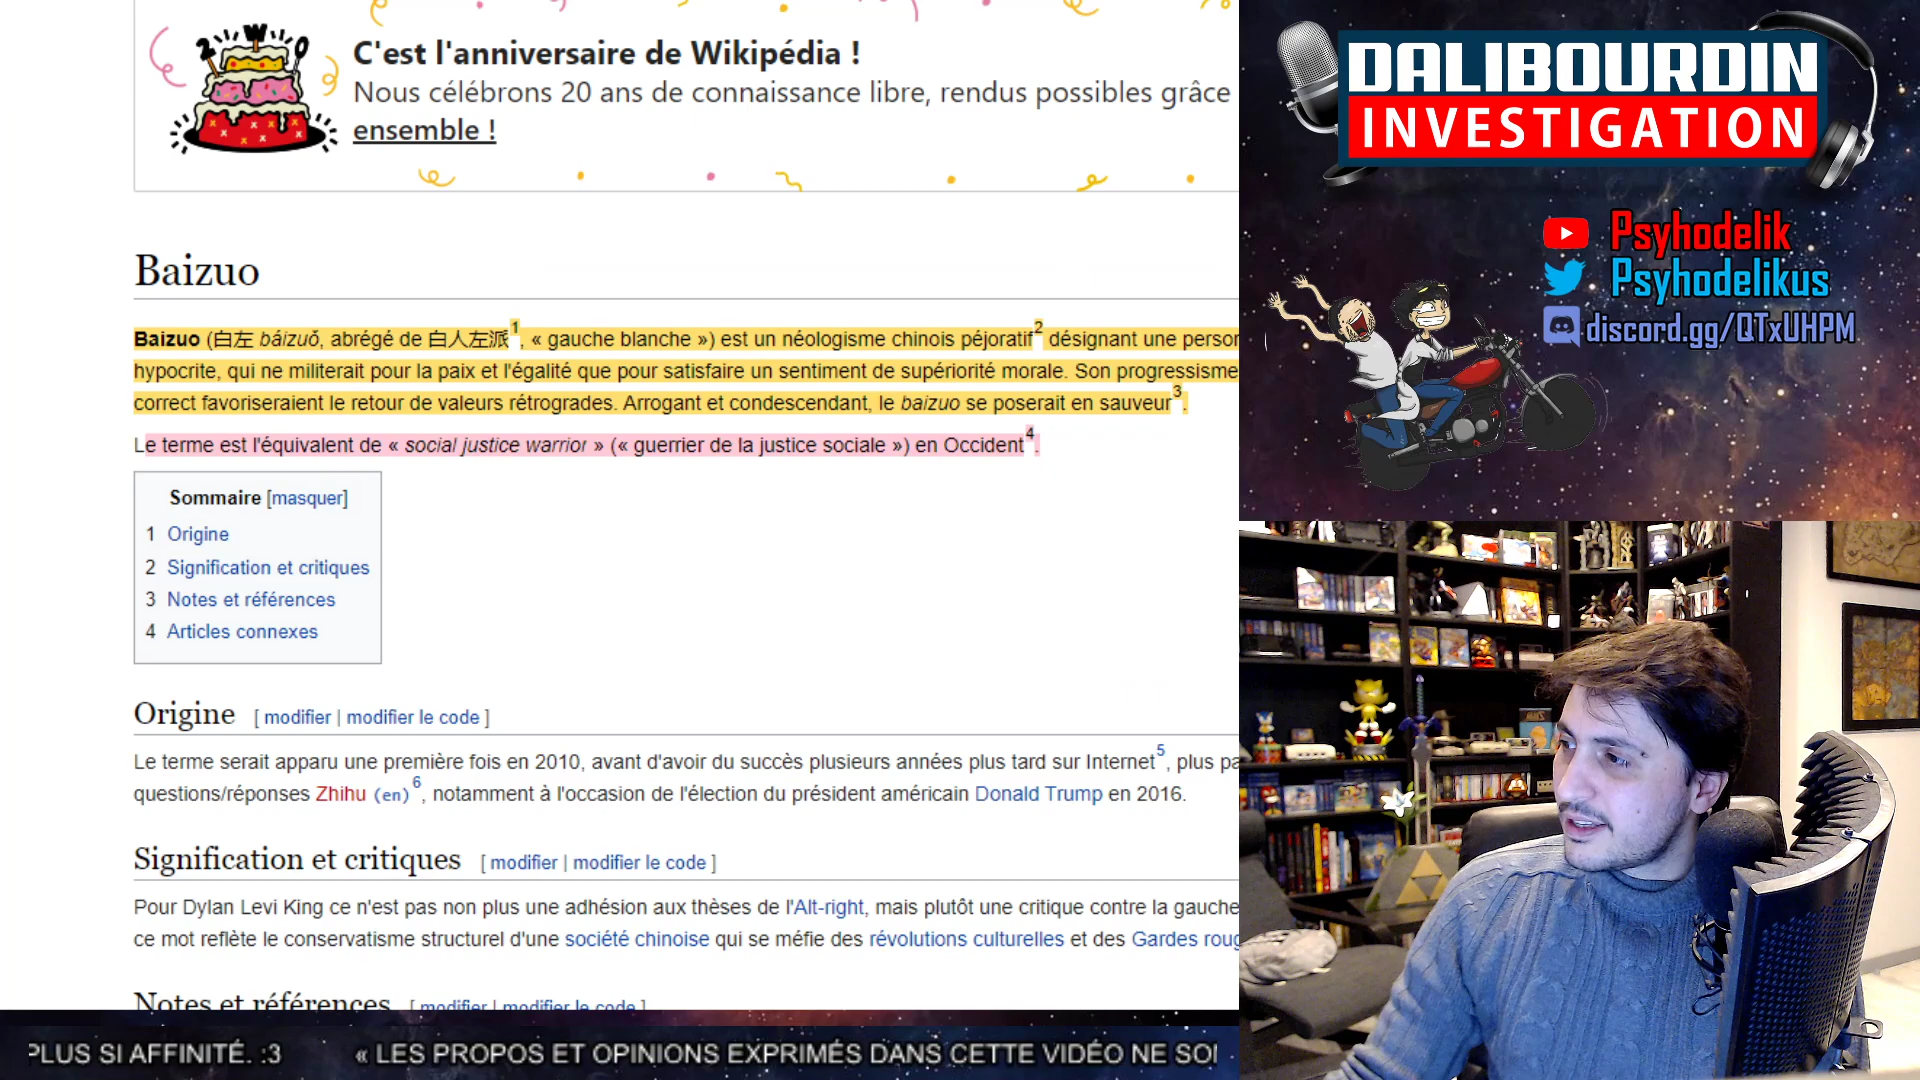 2 W 0
C'est l'anniversaire de Wikipédia !
Nous célébrons 20 ans de connaissance libre, rendus possibles grâce
ensemble !
Baizuo
Baizuo (白左 báizuǒ, abrégé de 白人左派1, « gauche blanche ») est un néologisme chinois péjoratif2 désignant une person
hypocrite, qui ne militerait pour la paix et l'égalité que pour satisfaire un sentiment de supériorité morale. Son progressisme
correct favoriseraient le retour de valeurs rétrogrades. Arrogant et condescendant, le baizuo se poserait en sauveur3.
Le terme est l'équivalent de « social justice warrior » (« guerrier de la justice sociale ») en Occident4.
Sommaire [masquer]
1 Origine
2 Signification et critiques
3 Notes et références
4 Articles connexes
Origine [ modifier | modifier le code ]
Le terme serait apparu une première fois en 2010, avant d'avoir du succès plusieurs années plus tard sur Internet5, plus pa
questions/réponses Zhihu (en)6, notamment à l'occasion de l'élection du président américain Donald Trump en 2016.
Signification et critiques [ modifier | modifier le code ]
Pour Dylan Levi King ce n'est pas non plus une adhésion aux thèses de l'Alt-right, mais plutôt une critique contre la gauche
ce mot reflète le conservatisme structurel d'une société chinoise qui se méfie des révolutions culturelles et des Gardes roug
Notes et références [ modifier | modifier le code ]
PLUS SI AFFINITÉ. :3 « LES PROPOS ET OPINIONS EXPRIMÉS DANS CETTE VIDÉO NE SOI
DALIBOURDIN
INVESTIGATION
Psyhodelik
Psyhodelikus
discord.gg/QTxUHPM